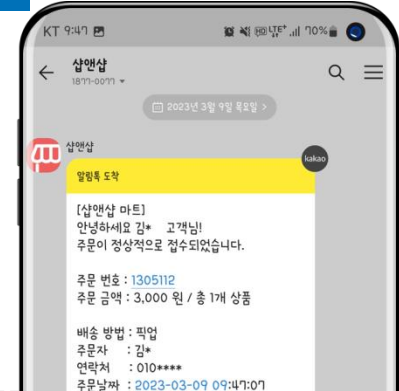 KT 9:47 70%
샵앤샵
1877-0077
2023년 3월 9일 목요일 >
샵앤샵
kakao
알림톡 도착
[샵앤샵 마트]
안녕하세요 김* 고객님!
주문이 정상적으로 접수되었습니다.
주문 번호 : 1305112
주문 금액 : 3,000 원 / 총 1개 상품
배송 방법 : 픽업
주문자 : 김*
연락처 : 010****
주문날짜 : 2023-03-09 09:47:07